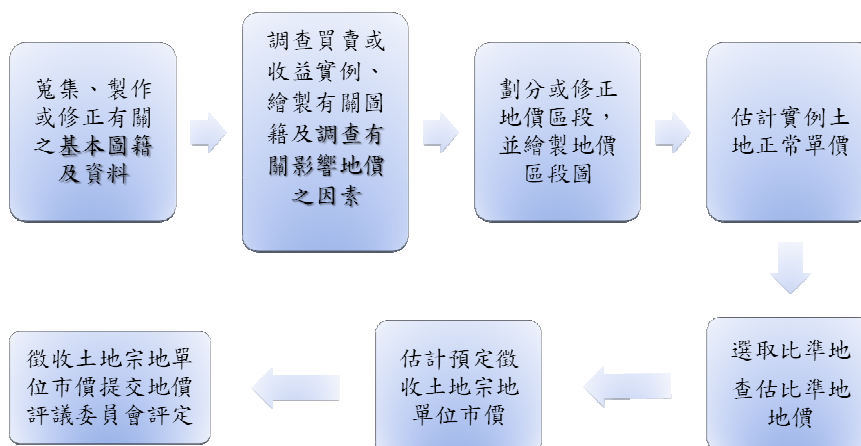 蒐集、製作
或修正有關
之基本圖籍
及資料
調查買賣或
收益實例、
繪製有關圖
籍及調查有
關影響地價
之因素
劃分或修正
地價區段，
並繪製地價
區段圖
估計實例土
地正常單價
選取比準地
查估比準地
地價
估計預定徵
收土地宗地
單位市價
徵收土地宗地單
位市價提交地價
評議委員會評定